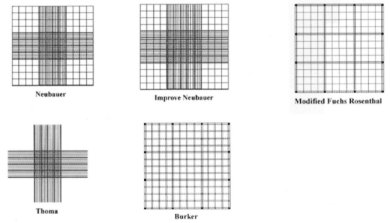 Neubauer
Improve Neubauer
Modified Fuchs Rosenthal
Thoma
Burker